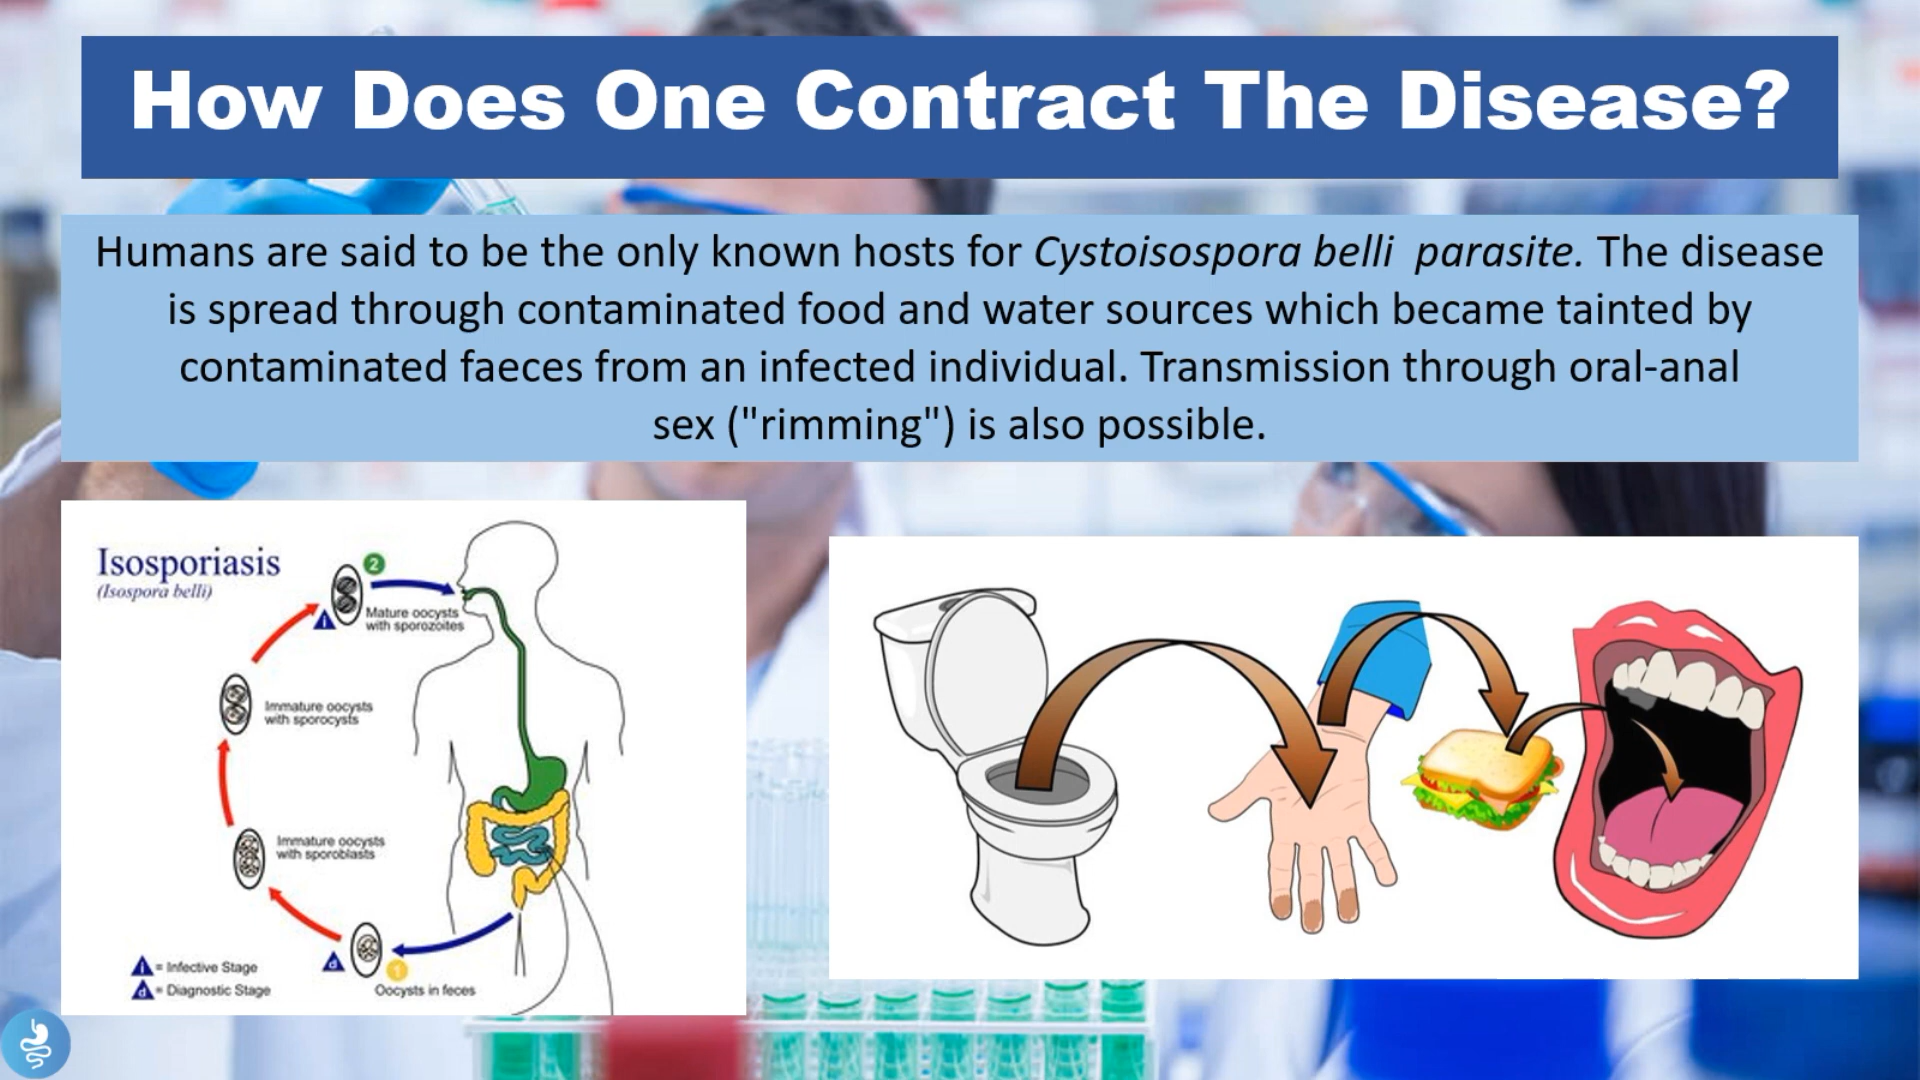 How Does One Contract The Disease?
Humans are said to be the only known hosts for Cystoisospora belli  parasite. The disease
is spread through contaminated food and water sources which became tainted by
contaminated faeces from an infected individual. Transmission through oral-anal
sex ("rimming") is also possible.
Isosporiasis
(Isospora belli)
2
i
Mature oocysts
with sporozoites
Immature oocysts
with sporocysts
Immature oocysts
with sporoblasts
d
1
Oocysts in feces
i = Infective Stage
d = Diagnostic Stage